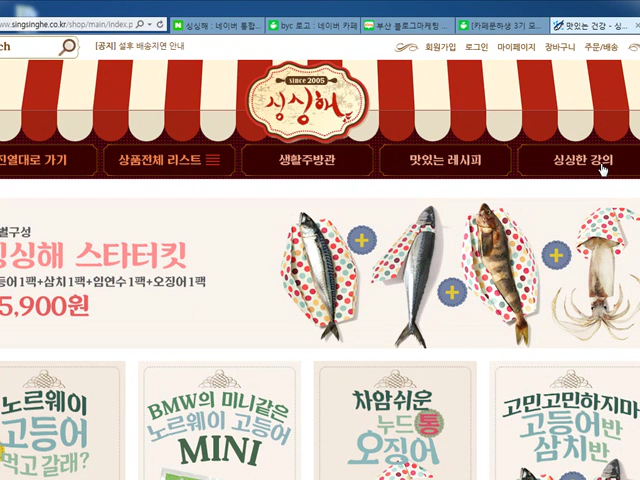 www.singsinghe.co.kr/shop/main/index.p
싱싱해 : 네이버 통합...
byc 로고 : 네이버 카페
부산 블로그마케팅 ...
[카페문하생 3기 모...
맛있는 건강 - 싱...
ch
[공지] 설후 배송지연 안내
회원가입 로그인 마이페이지 장바구니 주문/배송
since 2005
싱싱해
진열대로 가기
상품전체 리스트
생활주방관
맛있는 레시피
싱싱한 강의
별구성
싱싱해 스타터킷
등어1팩+삼치1팩+임연수1팩+오징어1팩
5,900원
노르웨이
고등어
먹고 갈래?
BMW의 미니같은
노르웨이 고등어
MINI
차암쉬운
누드통
오징어
고민고민하지마
고등어반
삼치반